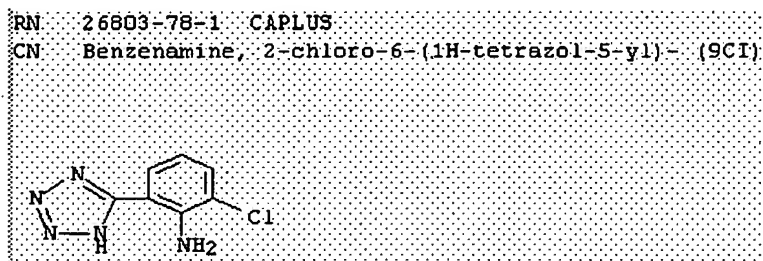 RN 26803-78-1 CAPLUS
CN Benzenamine, 2-chloro-6-(1H-tetrazol-5-yl)- (9CI)
N
N
N N
H
Cl
NH2